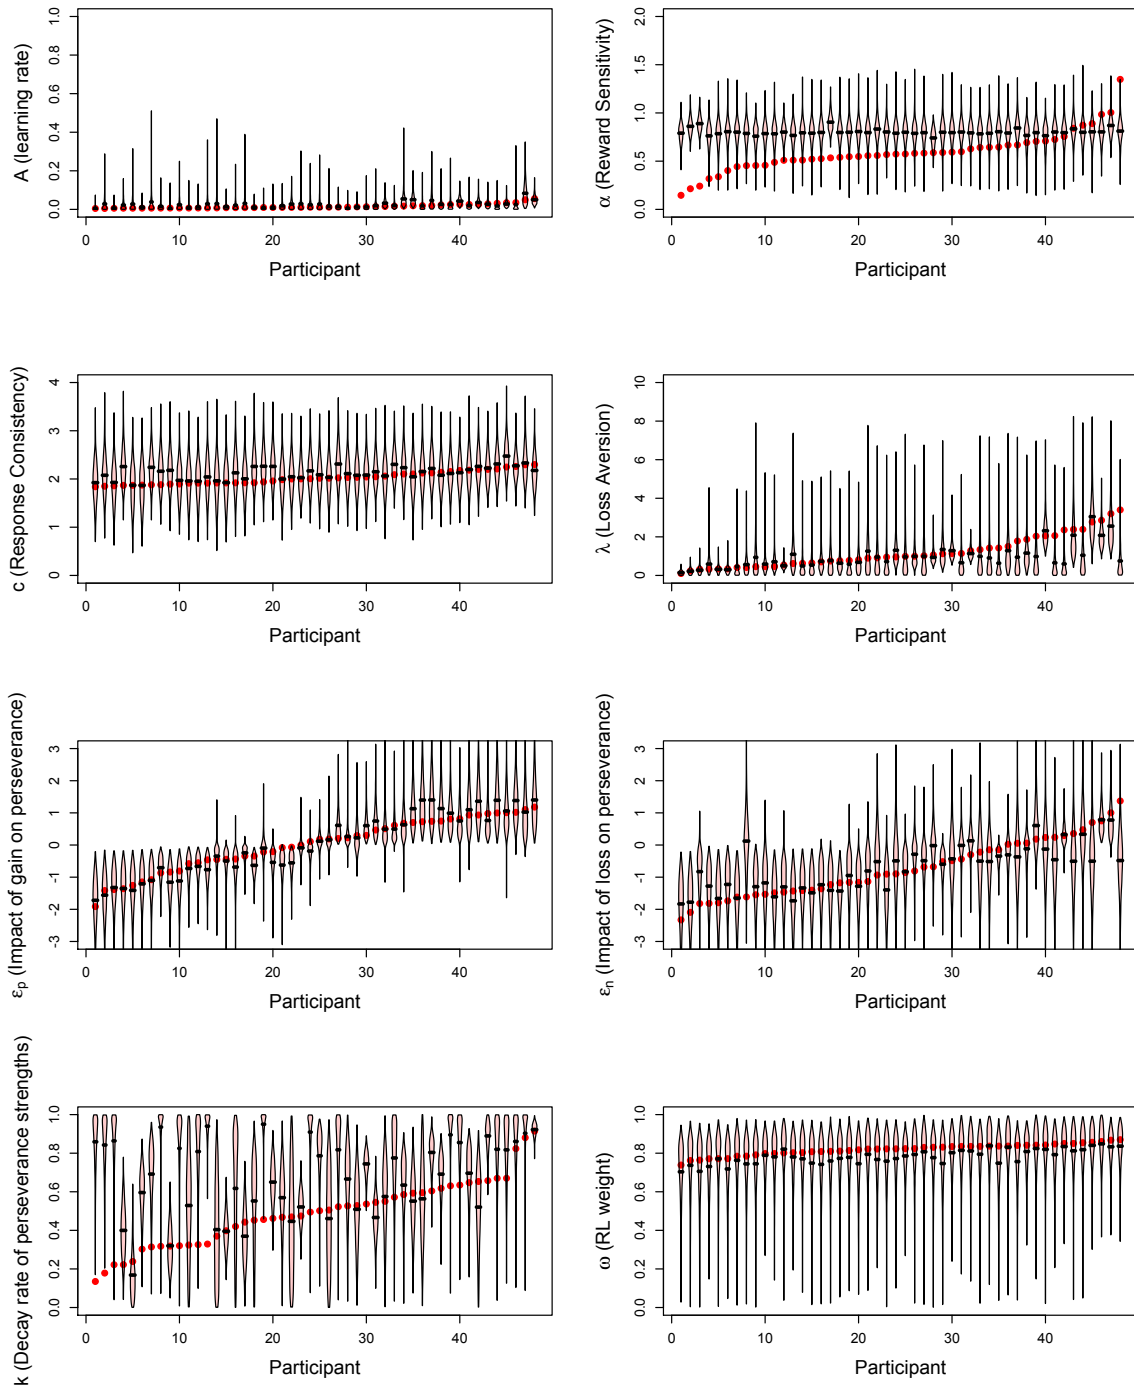 A (learning rate)
0.0 0.2 0.4 0.6 0.8 1.0
0 10 20 30 40
Participant
α (Reward Sensitivity)
0.0 0.5 1.0 1.5 2.0
0 10 20 30 40
Participant
c (Response Consistency)
0 1 2 3 4
0 10 20 30 40
Participant
λ (Loss Aversion)
0 2 4 6 8 10
0 10 20 30 40
Participant
εp (Impact of gain on perseverance)
-3 -2 -1 0 1 2 3
0 10 20 30 40
Participant
εn (Impact of loss on perseverance)
-3 -2 -1 0 1 2 3
0 10 20 30 40
Participant
k (Decay rate of perseverance strengths)
0.0 0.2 0.4 0.6 0.8 1.0
0 10 20 30 40
Participant
ω (RL weight)
0.0 0.2 0.4 0.6 0.8 1.0
0 10 20 30 40
Participant